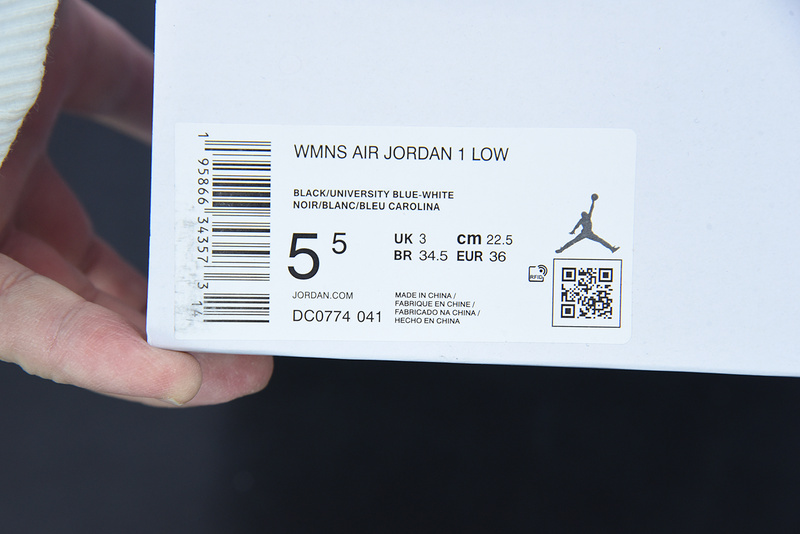 WMNS AIR JORDAN 1 LOW
BLACK/UNIVERSITY BLUE-WHITE
NOIR/BLANC/BLEU CAROLINA
5 5
UK 3 cm 22.5
BR 34.5 EUR 36
JORDAN.COM
DC0774 041
MADE IN CHINA /
FABRIQUE EN CHINE /
FABRICADO NA CHINA /
HECHO EN CHINA
RFID
1 95866 34357 3 14